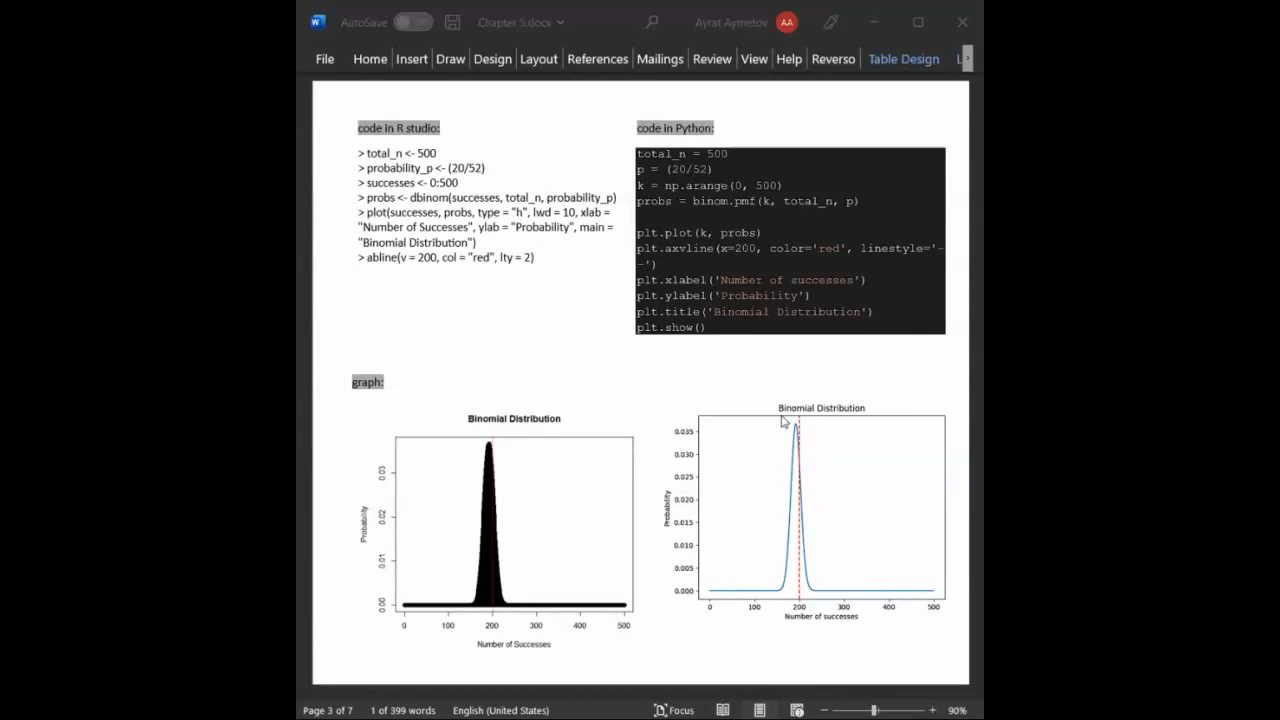 AutoSave Off Chapter 5.docx Ayrat Aymetov AA
File Home Insert Draw Design Layout References Mailings Review View Help Reverso Table Design L
code in R studio:
> total_n <- 500
> probability_p <- (20/52)
> successes <- 0:500
> probs <- dbinom(successes, total_n, probability_p)
> plot(successes, probs, type = "h", lwd = 10, xlab =
"Number of Successes", ylab = "Probability", main =
"Binomial Distribution")
> abline(v = 200, col = "red", lty = 2)
code in Python:
total_n = 500
p = (20/52)
k = np.arange(0, 500)
probs = binom.pmf(k, total_n, p)
plt.plot(k, probs)
plt.axvline(x=200, color='red', linestyle='-
-')
plt.xlabel('Number of successes')
plt.ylabel('Probability')
plt.title('Binomial Distribution')
plt.show()
graph:
Binomial Distribution
Probability
0.03
0.02
0.01
0.00
0 100 200 300 400 500
Number of Successes
Binomial Distribution
Probability
0.035
0.030
0.025
0.020
0.015
0.010
0.005
0.000
0 100 200 300 400 500
Number of successes
Page 3 of 7 1 of 399 words English (United States) Focus 90%